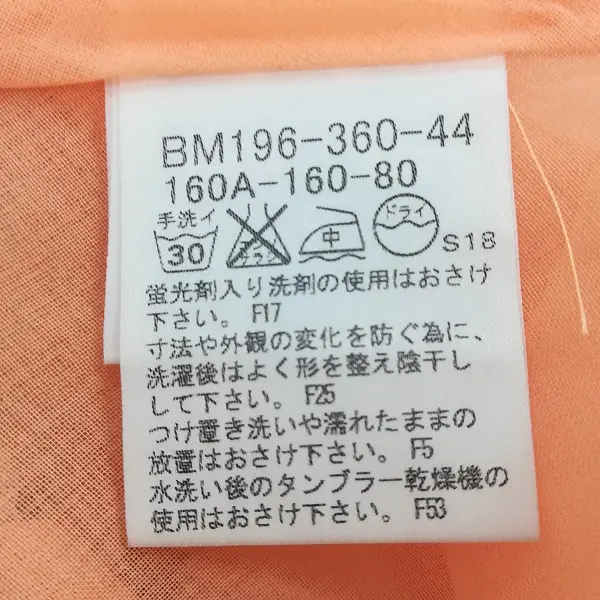 BM196-360-44
160A-160-80
手洗イ
30
中
ドライ
S18
蛍光剤入り洗剤の使用はおさけ
下さい。 F17
寸法や外観の変化を防ぐ為に、
洗濯後はよく形を整え陰干し
して下さい。 F25
つけ置き洗いや濡れたままの
放置はおさけ下さい。 F5
水洗い後のタンブラー乾燥機の
使用はおさけ下さい。 F53